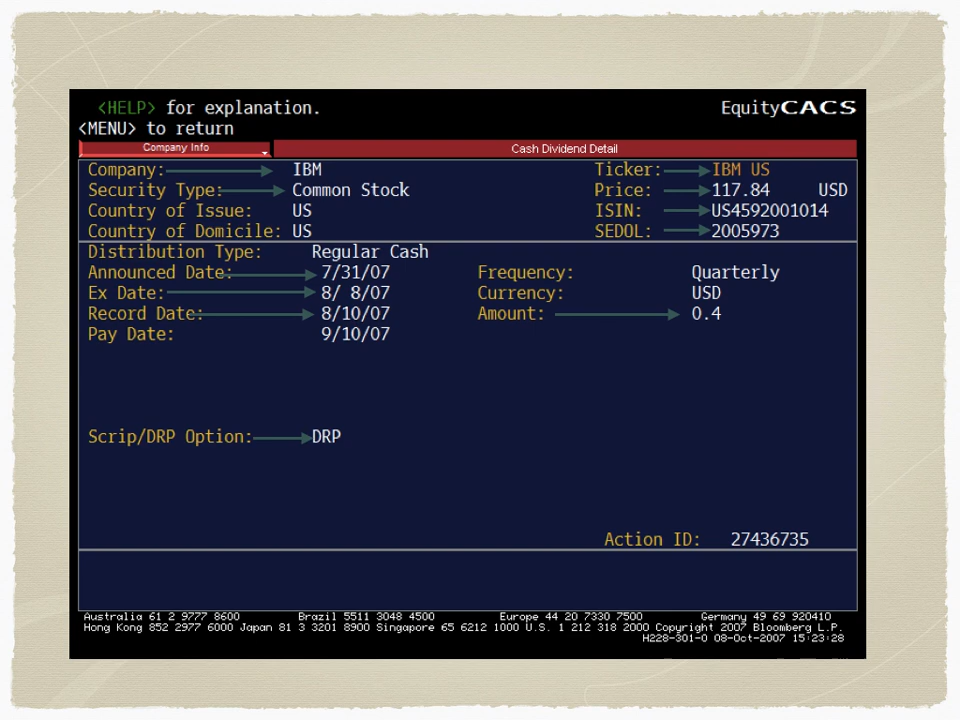 <HELP> for explanation. EquityCACS
<MENU> to return
Company Info Cash Dividend Detail
Company: IBM Ticker: IBM US
Security Type: Common Stock Price: 117.84 USD
Country of Issue: US ISIN: US4592001014
Country of Domicile: US SEDOL: 2005973
Distribution Type: Regular Cash
Announced Date: 7/31/07 Frequency: Quarterly
Ex Date: 8/ 8/07 Currency: USD
Record Date: 8/10/07 Amount: 0.4
Pay Date: 9/10/07
Scrip/DRP Option: DRP
Action ID: 27436735
Australia 61 2 9777 8600 Brazil 5511 3048 4500 Europe 44 20 7330 7500 Germany 49 69 920410
Hong Kong 852 2977 6000 Japan 81 3 3201 8900 Singapore 65 6212 1000 U.S. 1 212 318 2000 Copyright 2007 Bloomberg L.P.
H228-301-0 08-Oct-2007 15:23:28